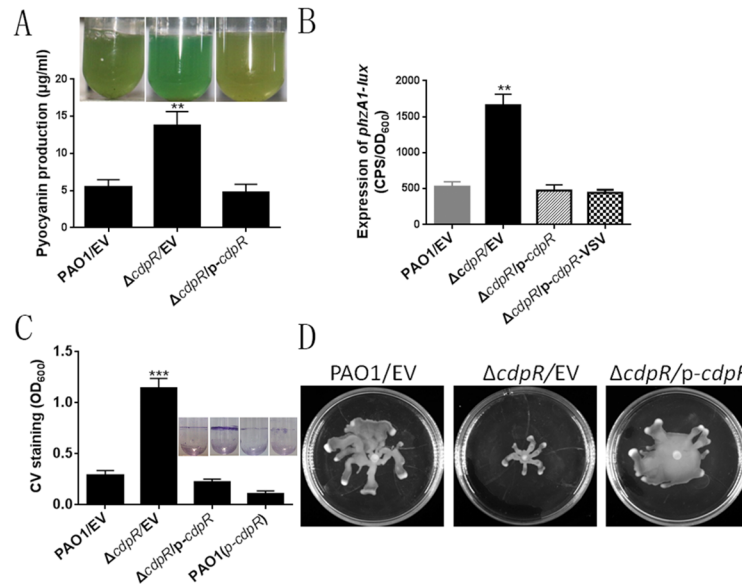 A
Pyocyanin production (μg/ml)
20
15
10
5
0
**
PAO1/EV
ΔcdpR/EV
ΔcdpR/p-cdpR
B
Expression of phzA1-lux
(CPS/OD600)
2000
1500
1000
500
0
**
PAO1/EV
ΔcdpR/EV
ΔcdpR/p-cdpR
ΔcdpR/p-cdpR-VSV
C
CV staining (OD600)
1.5
1.0
0.5
0.0
***
PAO1/EV
ΔcdpR/EV
ΔcdpR/p-cdpR
PAO1(p-cdpR)
D
PAO1/EV
ΔcdpR/EV
ΔcdpR/p-cdpR